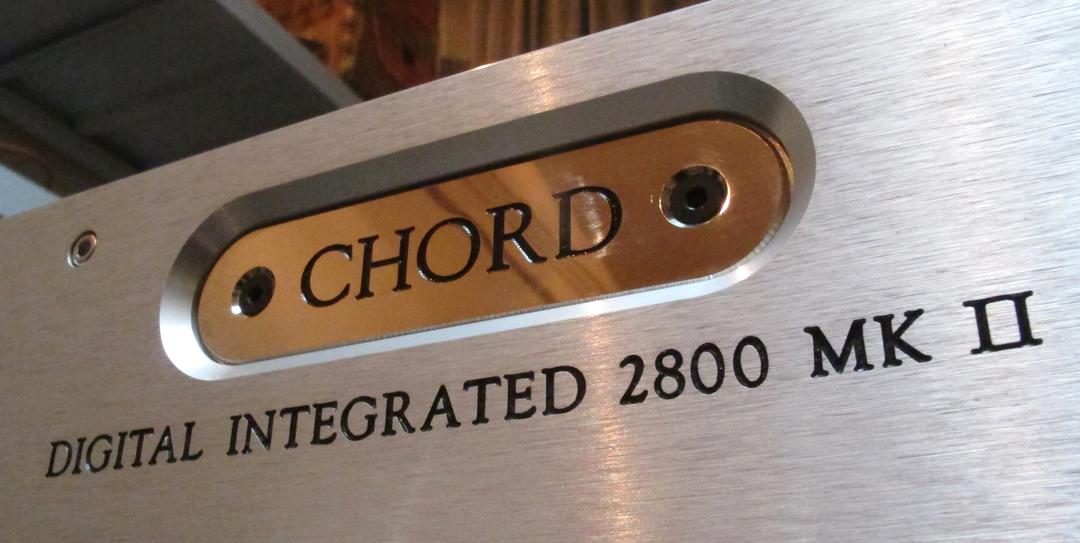 CHORD
DIGITAL INTEGRATED 2800 MK II